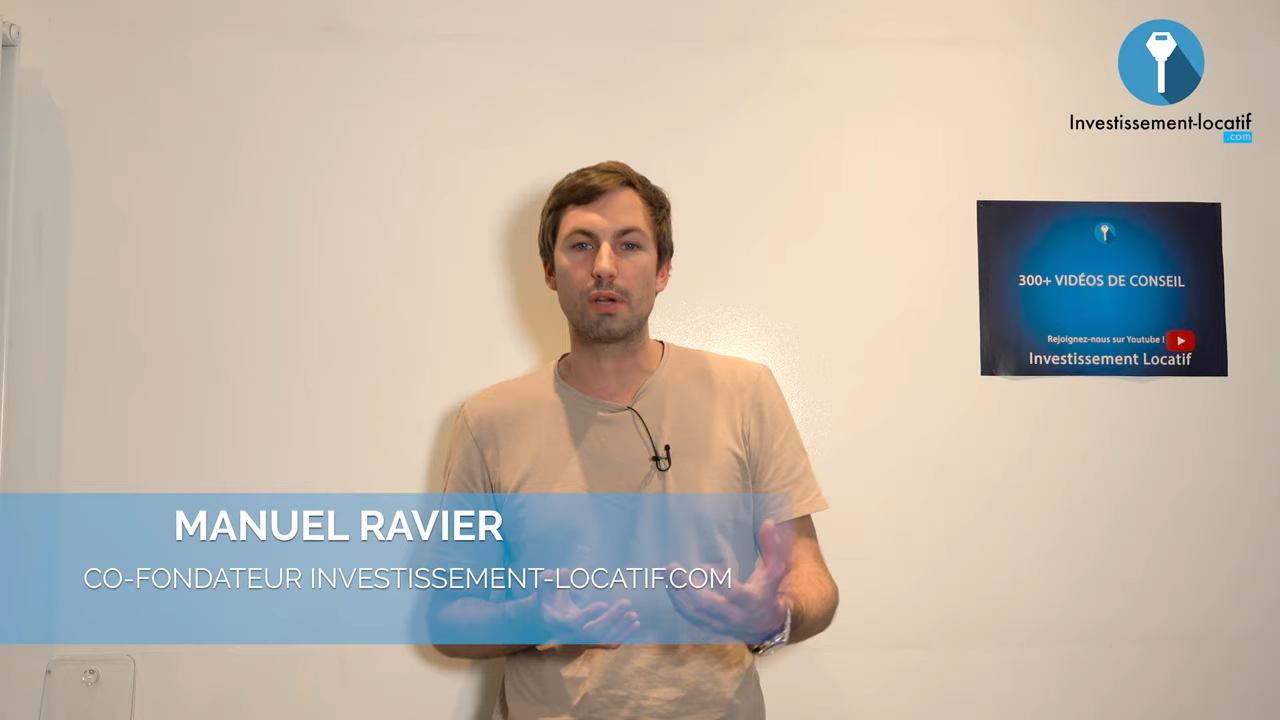 Investissement-locatif
.com
300+ VIDÉOS DE CONSEIL
Rejoignez-nous sur Youtube !
Investissement Locatif
MANUEL RAVIER
CO-FONDATEUR INVESTISSEMENT-LOCATIF.COM